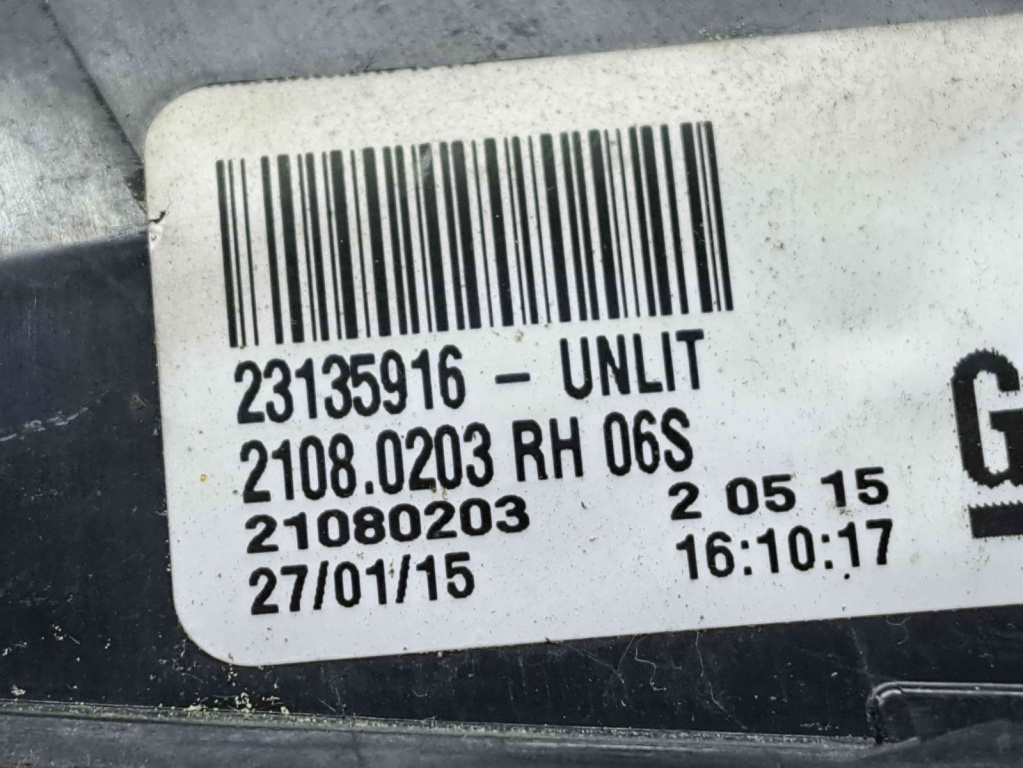 23135916 - UNLIT
2108.0203 RH 06S
21080203 2 05 15
27/01/15 16:10:17
G